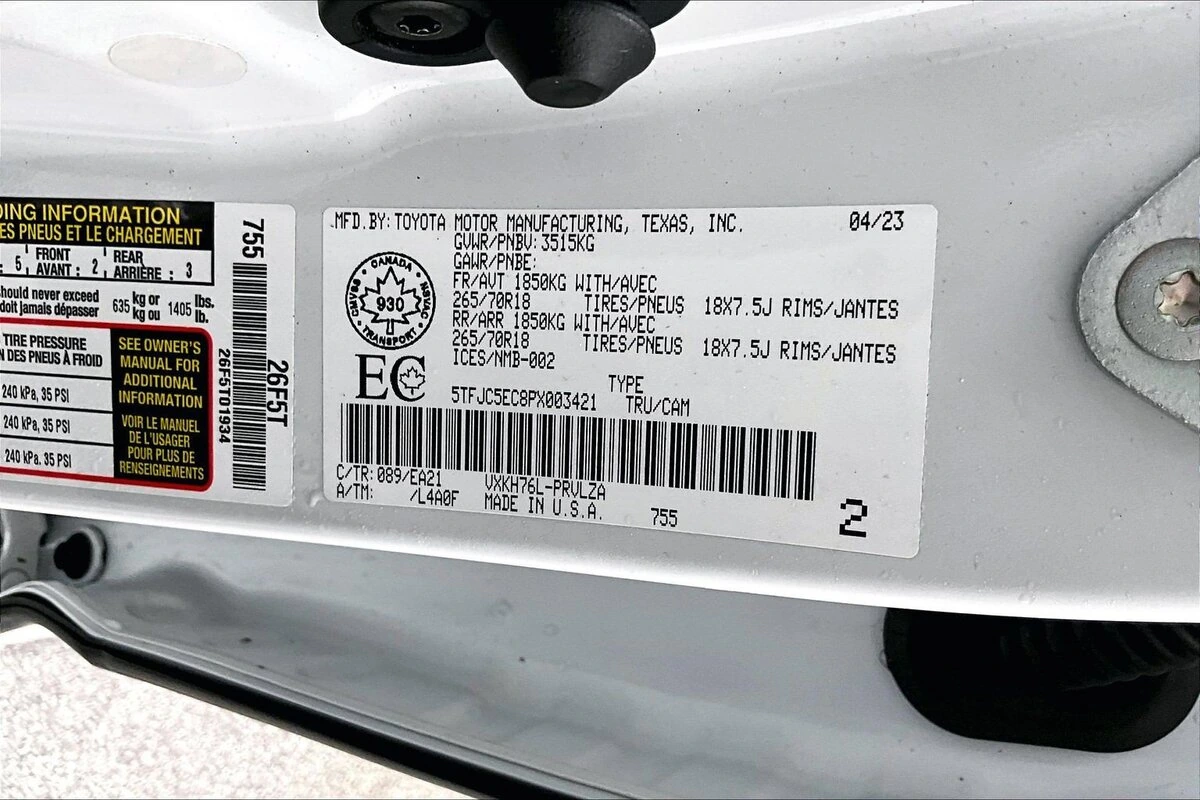 DING INFORMATION
ES PNEUS ET LE CHARGEMENT
: 5 FRONT AVANT : 2 REAR ARRIÈRE : 3
hould never exceed
doit jamais dépasser
635 kg or kg ou 1405 lbs. lb.
TIRE PRESSURE
N DES PNEUS À FROID
240 kPa, 35 PSI
240 kPa, 35 PSI
240 kPa. 35 PSI
SEE OWNER'S
MANUAL FOR
ADDITIONAL
INFORMATION
VOIR LE MANUEL
DE L'USAGER
POUR PLUS DE
RENSEIGNEMENTS
755
26F5T01934
26F5T
MFD.BY:TOYOTA MOTOR MANUFACTURING, TEXAS, INC. 04/23
GVWR/PNBV:3515KG
GAWR/PNBE:
FR/AUT 1850KG WITH/AVEC
265/70R18 TIRES/PNEUS 18X7.5J RIMS/JANTES
RR/ARR 1850KG WITH/AVEC
265/70R18 TIRES/PNEUS 18X7.5J RIMS/JANTES
ICES/NMB-002
CANADA
CMVSS
930
NSVAC
TRANSPORT
EC
TYPE
5TFJC5EC8PX003421 TRU/CAM
C/TR:089/EA21 VXKH76L-PRVLZA
A/TM: /L4A0F MADE IN U.S.A. 755
2